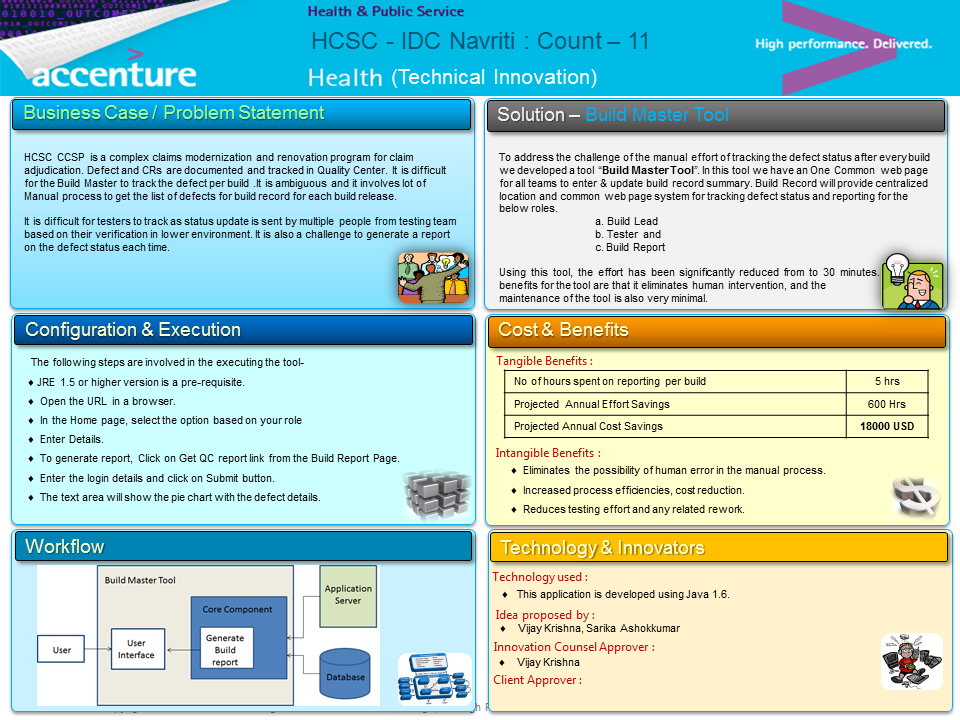 010010_OUTCOM
Health & Public Service
HCSC - IDC Navriti : Count – 11
Health (Technical Innovation)
accenture
High performance. Delivered.
Business Case / Problem Statement
HCSC CCSP is a complex claims modernization and renovation program for claim
adjudication. Defect and CRs are documented and tracked in Quality Center. It is difficult
for the Build Master to track the defect per build .It is ambiguous and it involves lot of
Manual process to get the list of defects for build record for each build release.
It is difficult for testers to track as status update is sent by multiple people from testing team
based on their verification in lower environment. It is also a challenge to generate a report
on the defect status each time.
Solution – Build Master Tool
To address the challenge of the manual effort of tracking the defect status after every build
we developed a tool “Build Master Tool”. In this tool we have an One Common web page
for all teams to enter & update build record summary. Build Record will provide centralized
location and common web page system for tracking defect status and reporting for the
below roles.
a. Build Lead
b. Tester and
c. Build Report
Using this tool, the effort has been significantly reduced from to 30 minutes.
benefits for the tool are that it eliminates human intervention, and the
maintenance of the tool is also very minimal.
Configuration & Execution
The following steps are involved in the executing the tool-
♦ JRE 1.5 or higher version is a pre-requisite.
♦ Open the URL in a browser.
♦ In the Home page, select the option based on your role
♦ Enter Details.
♦ To generate report, Click on Get QC report link from the Build Report Page.
♦ Enter the login details and click on Submit button.
♦ The text area will show the pie chart with the defect details.
Cost & Benefits
Tangible Benefits :
No of hours spent on reporting per build 5 hrs
Projected Annual Effort Savings 600 Hrs
Projected Annual Cost Savings 18000 USD
Intangible Benefits :
♦ Eliminates the possibility of human error in the manual process.
♦ Increased process efficiencies, cost reduction.
♦ Reduces testing effort and any related rework.
Workflow
Build Master Tool
Core Component
User
User
Interface
Generate
Build
report
Application
Server
Database
Technology & Innovators
Technology used :
♦ This application is developed using Java 1.6.
Idea proposed by :
♦ Vijay Krishna, Sarika Ashokkumar
Innovation Counsel Approver :
♦ Vijay Krishna
Client Approver :